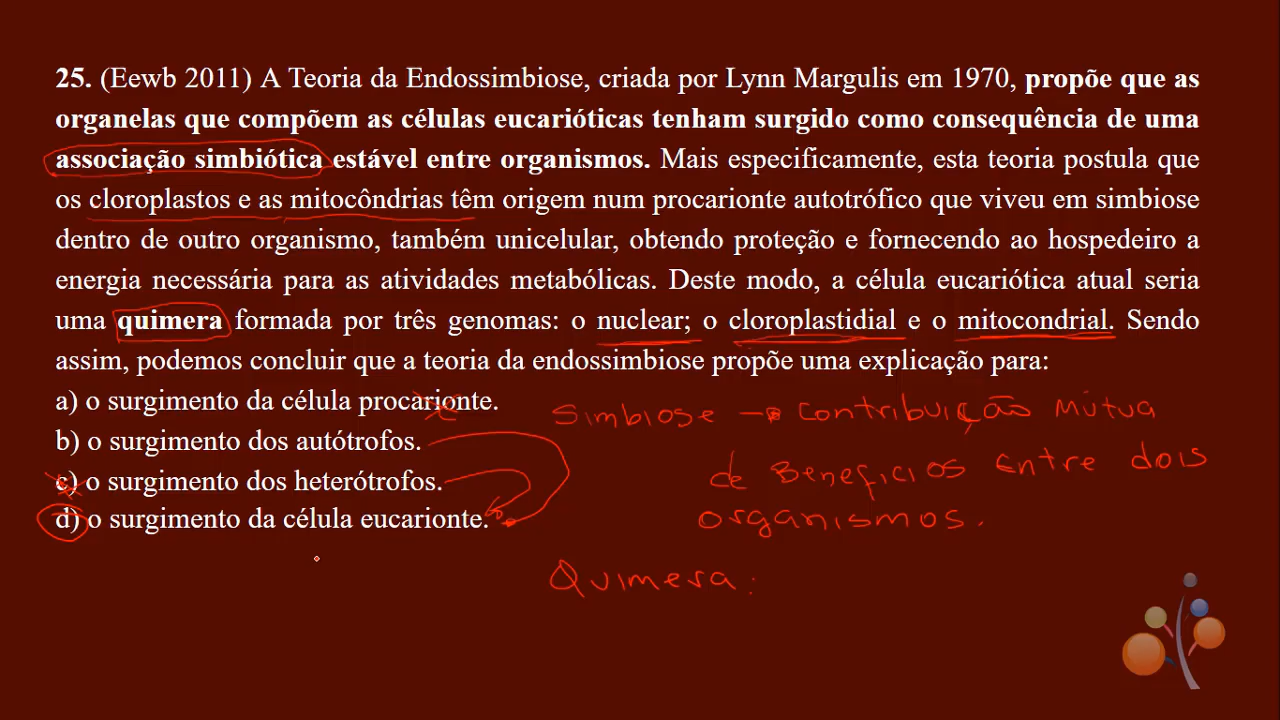 25. (Eewb 2011) A Teoria da Endossimbiose, criada por Lynn Margulis em 1970, propõe que as
organelas que compõem as células eucarióticas tenham surgido como consequência de uma
associação simbiótica estável entre organismos. Mais especificamente, esta teoria postula que
os cloroplastos e as mitocôndrias têm origem num procarionte autotrófico que viveu em simbiose
dentro de outro organismo, também unicelular, obtendo proteção e fornecendo ao hospedeiro a
energia necessária para as atividades metabólicas. Deste modo, a célula eucariótica atual seria
uma quimera formada por três genomas: o nuclear; o cloroplastidial e o mitocondrial. Sendo
assim, podemos concluir que a teoria da endossimbiose propõe uma explicação para:
a) o surgimento da célula procarionte.
b) o surgimento dos autótrofos.
c) o surgimento dos heterótrofos.
d) o surgimento da célula eucarionte.
Simbiose → contribuição Mútua
de Benefícios entre dois
organismos.
Quimera: